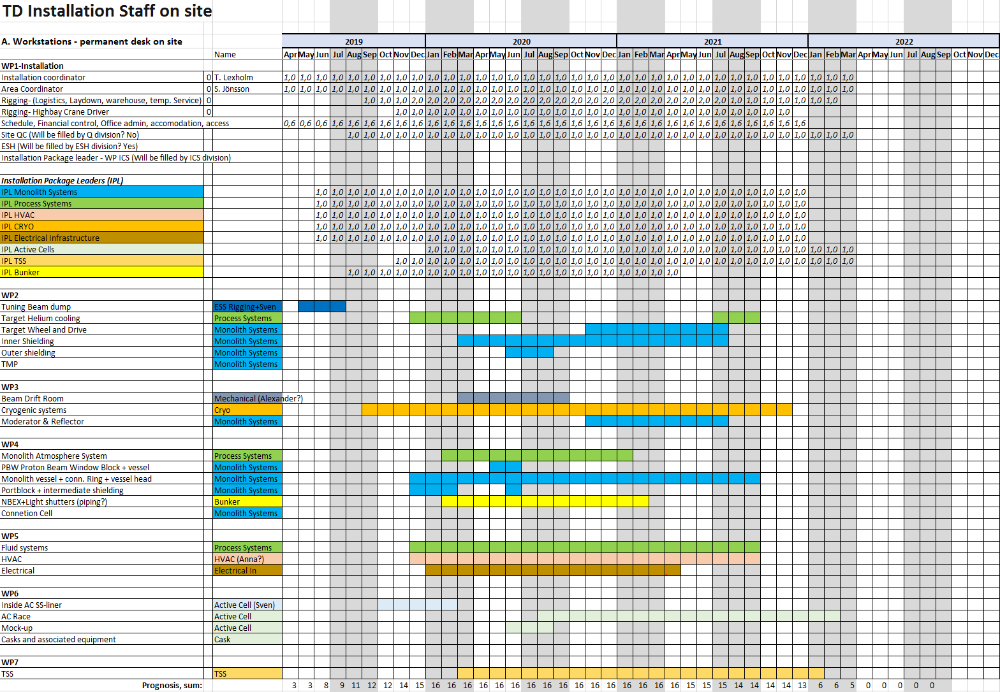 TD Installation Staff on site
A. Workstations - permanent desk on site 2019 2020 2021 2022
Name Apr May Jun Jul Aug Sep Oct Nov Dec Jan Feb Mar Apr May Jun Jul Aug Sep Oct Nov Dec Jan Feb Mar Apr May Jun Jul Aug Sep Oct Nov Dec Jan Feb Mar Apr May Jun Jul Aug Sep Oct Nov Dec
WP1-Installation
Installation coordinator 0 T. Lexholm 1,0 1,0 1,0 1,0 1,0 1,0 1,0 1,0 1,0 1,0 1,0 1,0 1,0 1,0 1,0 1,0 1,0 1,0 1,0 1,0 1,0 1,0 1,0 1,0 1,0 1,0 1,0 1,0 1,0 1,0 1,0 1,0 1,0 1,0 1,0 1,0
Area Coordinator 0 S. Jönsson 1,0 1,0 1,0 1,0 1,0 1,0 1,0 1,0 1,0 1,0 1,0 1,0 1,0 1,0 1,0 1,0 1,0 1,0 1,0 1,0 1,0 1,0 1,0 1,0 1,0 1,0 1,0 1,0 1,0 1,0 1,0 1,0 1,0 1,0 1,0 1,0
Rigging- (Logistics, Laydown, warehouse, temp. Service) 0 1,0 1,0 1,0 2,0 2,0 2,0 2,0 2,0 2,0 2,0 2,0 2,0 2,0 2,0 2,0 2,0 2,0 2,0 2,0 2,0 2,0 2,0 2,0 1,0 1,0 1,0 1,0 1,0 1,0 1,0
Rigging- Highbay Crane Driver 0 1,0 1,0 1,0 1,0 1,0 1,0 1,0 1,0 1,0 1,0 1,0 1,0 1,0 1,0 1,0 1,0 1,0 1,0 1,0 1,0 1,0 1,0 1,0 1,0 1,0
Schedule, Financial control, Office admin, accomodation, access 0,6 0,6 0,6 1,6 1,6 1,6 1,6 1,6 1,6 1,6 1,6 1,6 1,6 1,6 1,6 1,6 1,6 1,6 1,6 1,6 1,6 1,6 1,6 1,6 1,6 1,6 1,6 1,6 1,6 1,6 1,6 1,6 1,6
Site QC (Will be filled by Q division? No) 1,0 1,0 1,0 1,0 1,0 1,0 1,0 1,0 1,0 1,0 1,0 1,0 1,0 1,0 1,0 1,0 1,0 1,0 1,0 1,0 1,0 1,0 1,0 1,0 1,0 1,0 1,0 1,0 1,0 1,0 1,0 1,0
ESH (Will be filled by ESH division? Yes)
Installation Package leader - WP ICS (Will be filled by ICS division)
Installation Package Leaders (IPL)
IPL Monolith Systems 1,0 1,0 1,0 1,0 1,0 1,0 1,0 1,0 1,0 1,0 1,0 1,0 1,0 1,0 1,0 1,0 1,0 1,0 1,0 1,0 1,0 1,0 1,0 1,0 1,0 1,0 1,0 1,0 1,0 1,0 1,0
IPL Process Systems 1,0 1,0 1,0 1,0 1,0 1,0 1,0 1,0 1,0 1,0 1,0 1,0 1,0 1,0 1,0 1,0 1,0 1,0 1,0 1,0 1,0 1,0 1,0 1,0 1,0 1,0 1,0 1,0 1,0 1,0 1,0
IPL HVAC 1,0 1,0 1,0 1,0 1,0 1,0 1,0 1,0 1,0 1,0 1,0 1,0 1,0 1,0 1,0 1,0 1,0 1,0 1,0 1,0 1,0 1,0 1,0 1,0 1,0 1,0 1,0 1,0 1,0 1,0 1,0
IPL CRYO 1,0 1,0 1,0 1,0 1,0 1,0 1,0 1,0 1,0 1,0 1,0 1,0 1,0 1,0 1,0 1,0 1,0 1,0 1,0 1,0 1,0 1,0 1,0 1,0 1,0 1,0 1,0 1,0 1,0 1,0 1,0
IPL Electrical Infrastructure 1,0 1,0 1,0 1,0 1,0 1,0 1,0 1,0 1,0 1,0 1,0 1,0 1,0 1,0 1,0 1,0 1,0 1,0 1,0 1,0 1,0 1,0 1,0 1,0 1,0 1,0 1,0 1,0 1,0 1,0 1,0
IPL Active Cells 1,0 1,0 1,0 1,0 1,0 1,0 1,0 1,0 1,0 1,0 1,0 1,0 1,0 1,0 1,0 1,0 1,0 1,0 1,0 1,0 1,0 1,0 1,0 1,0 1,0 1,0 1,0
IPL TSS 1,0 1,0 1,0 1,0 1,0 1,0 1,0 1,0 1,0 1,0 1,0 1,0 1,0 1,0 1,0 1,0 1,0 1,0 1,0 1,0 1,0 1,0 1,0 1,0 1,0 1,0 1,0 1,0 1,0
IPL Bunker 1,0 1,0 1,0 1,0 1,0 1,0 1,0 1,0 1,0 1,0 1,0 1,0 1,0 1,0 1,0 1,0 1,0 1,0 1,0 1,0 1,0
WP2
Tuning Beam dump ESS Rigging+Sven
Target Helium cooling Process Systems
Target Wheel and Drive Monolith Systems
Inner Shielding Monolith Systems
Outer shielding Monolith Systems
TMP Monolith Systems
WP3
Beam Drift Room Mechanical (Alexander?)
Cryogenic systems Cryo
Moderator & Reflector Monolith Systems
WP4
Monolith Atmosphere System Process Systems
PBW Proton Beam Window Block + vessel Monolith Systems
Monolith vessel + conn. Ring + vessel head Monolith Systems
Portblock + intermediate shielding Monolith Systems
NBEX+Light shutters (piping?) Bunker
Connetion Cell Monolith Systems
WP5
Fluid systems Process Systems
HVAC HVAC (Anna?)
Electrical Electrical In
WP6
Inside AC SS-liner Active Cell (Sven)
AC Race Active Cell
Mock-up Active Cell
Casks and associated equipment Cask
WP7
TSS TSS
Prognosis, sum: 3 3 8 9 11 12 12 14 15 16 16 16 16 16 16 16 16 16 16 16 16 16 16 16 16 15 15 15 14 14 14 14 13 6 6 5 0 0 0 0 0